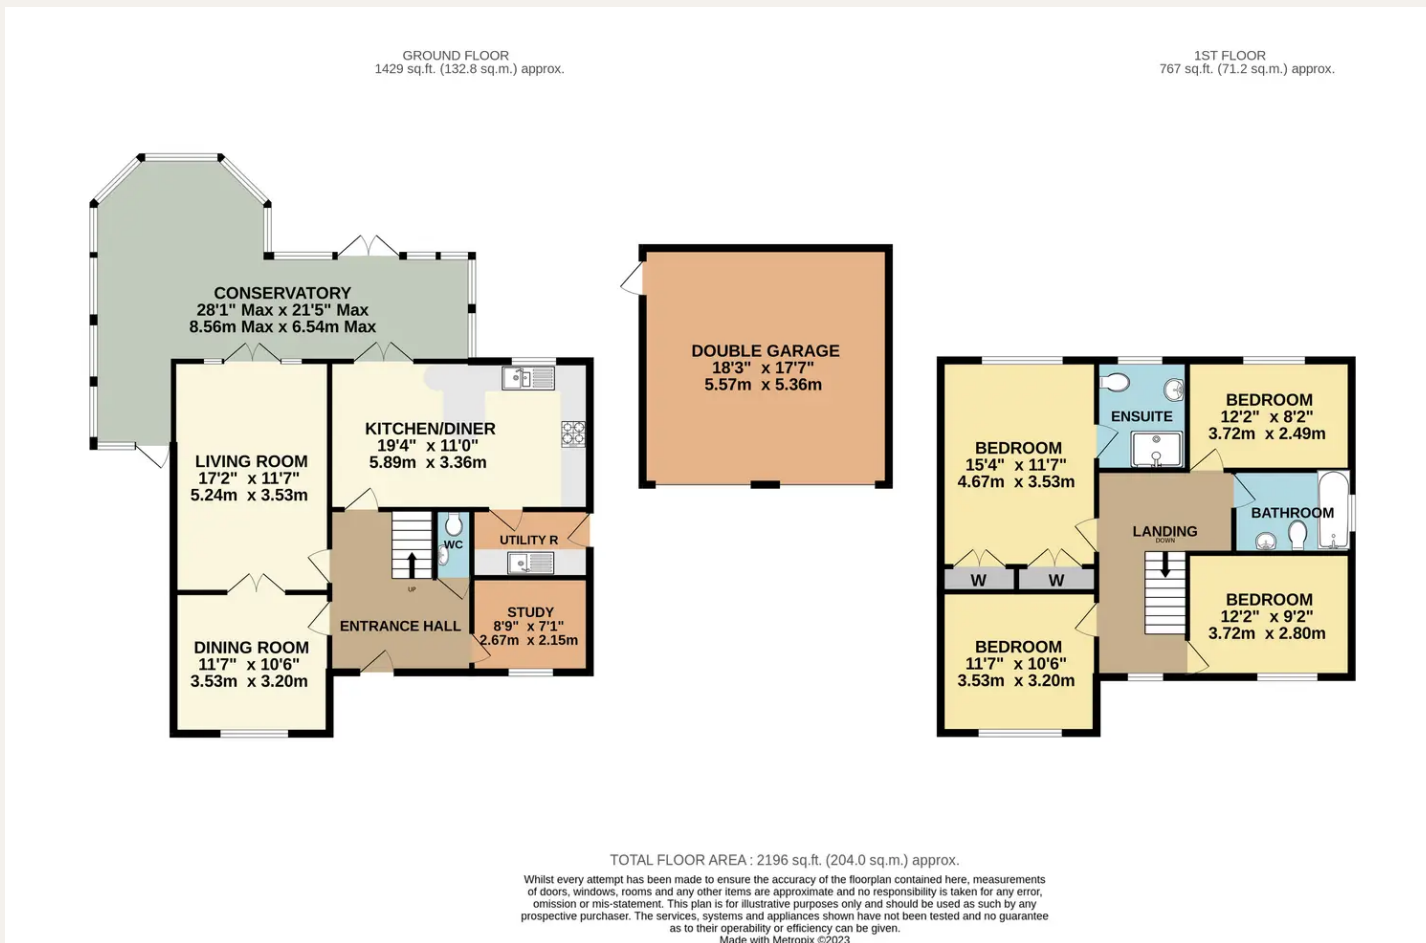 GROUND FLOOR
1429 sq.ft. (132.8 sq.m.) approx.
1ST FLOOR
767 sq.ft. (71.2 sq.m.) approx.
CONSERVATORY
28'1" Max x 21'5" Max
8.56m Max x 6.54m Max
LIVING ROOM
17'2" x 11'7"
5.24m x 3.53m
KITCHEN/DINER
19'4" x 11'0"
5.89m x 3.36m
WC
UTILITY R
UP
ENTRANCE HALL
STUDY
8'9" x 7'1"
2.67m x 2.15m
DINING ROOM
11'7" x 10'6"
3.53m x 3.20m
DOUBLE GARAGE
18'3" x 17'7"
5.57m x 5.36m
BEDROOM
15'4" x 11'7"
4.67m x 3.53m
ENSUITE
BEDROOM
12'2" x 8'2"
3.72m x 2.49m
BATHROOM
LANDING
DOWN
W
W
BEDROOM
12'2" x 9'2"
3.72m x 2.80m
BEDROOM
11'7" x 10'6"
3.53m x 3.20m
TOTAL FLOOR AREA : 2196 sq.ft. (204.0 sq.m.) approx.
Whilst every attempt has been made to ensure the accuracy of the floorplan contained here, measurements
of doors, windows, rooms and any other items are approximate and no responsibility is taken for any error,
omission or mis-statement. This plan is for illustrative purposes only and should be used as such by any
prospective purchaser. The services, systems and appliances shown have not been tested and no guarantee
as to their operability or efficiency can be given.
Made with Metropix ©2023